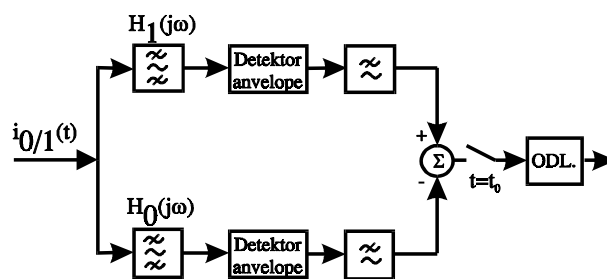 H1(jω)
Detektor
anvelope
i0/1(t)
+
Σ
-
t=t0
ODL.
H0(jω)
Detektor
anvelope